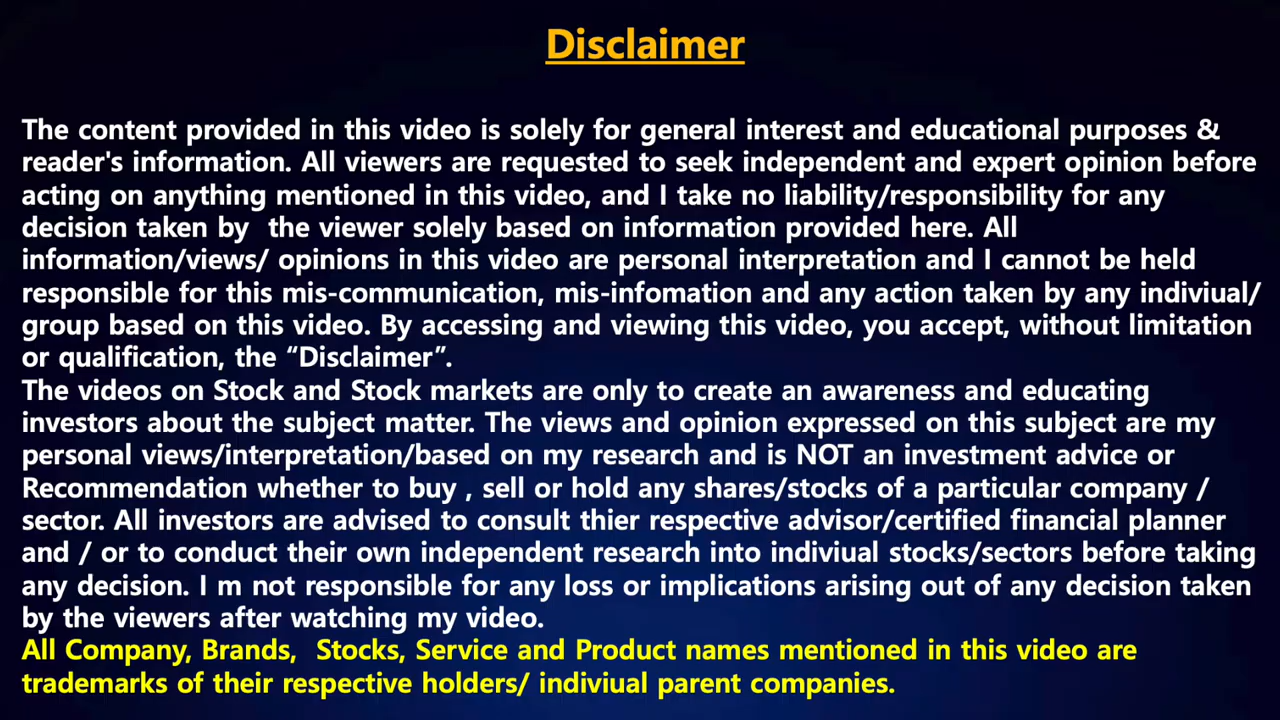 Disclaimer
The content provided in this video is solely for general interest and educational purposes &
reader's information. All viewers are requested to seek independent and expert opinion before
acting on anything mentioned in this video, and I take no liability/responsibility for any
decision taken by  the viewer solely based on information provided here. All
information/views/ opinions in this video are personal interpretation and I cannot be held
responsible for this mis-communication, mis-infomation and any action taken by any indiviual/
group based on this video. By accessing and viewing this video, you accept, without limitation
or qualification, the “Disclaimer”.
The videos on Stock and Stock markets are only to create an awareness and educating
investors about the subject matter. The views and opinion expressed on this subject are my
personal views/interpretation/based on my research and is NOT an investment advice or
Recommendation whether to buy , sell or hold any shares/stocks of a particular company /
sector. All investors are advised to consult thier respective advisor/certified financial planner
and / or to conduct their own independent research into indiviual stocks/sectors before taking
any decision. I m not responsible for any loss or implications arising out of any decision taken
by the viewers after watching my video.
All Company, Brands,  Stocks, Service and Product names mentioned in this video are
trademarks of their respective holders/ indiviual parent companies.